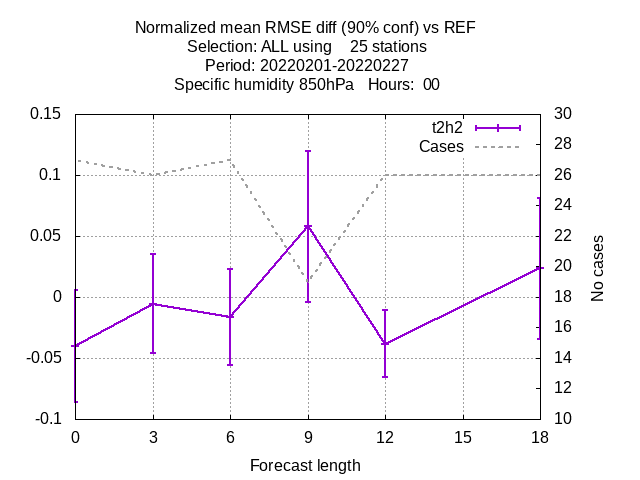 Normalized mean RMSE diff (90% conf) vs REF
Selection: ALL using    25 stations
Period: 20220201-20220227
Specific humidity 850hPa   Hours:  00
0.15
0.1
0.05
0
-0.05
-0.1
t2h2
Cases
30
28
26
24
22
20
18
16
14
12
10
No cases
0 3 6 9 12 15 18
Forecast length